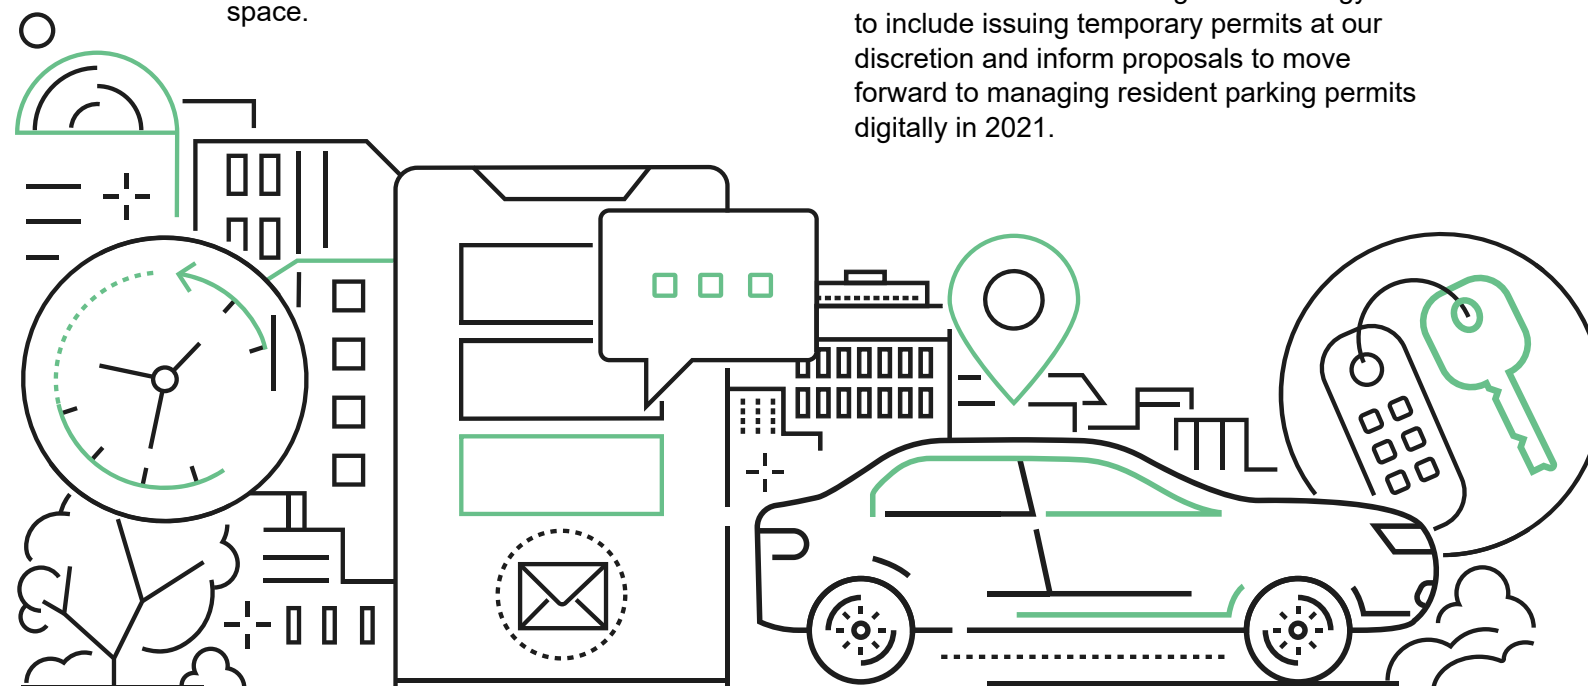 space.
to include issuing temporary permits at our
discretion and inform proposals to move
forward to managing resident parking permits
digitally in 2021.